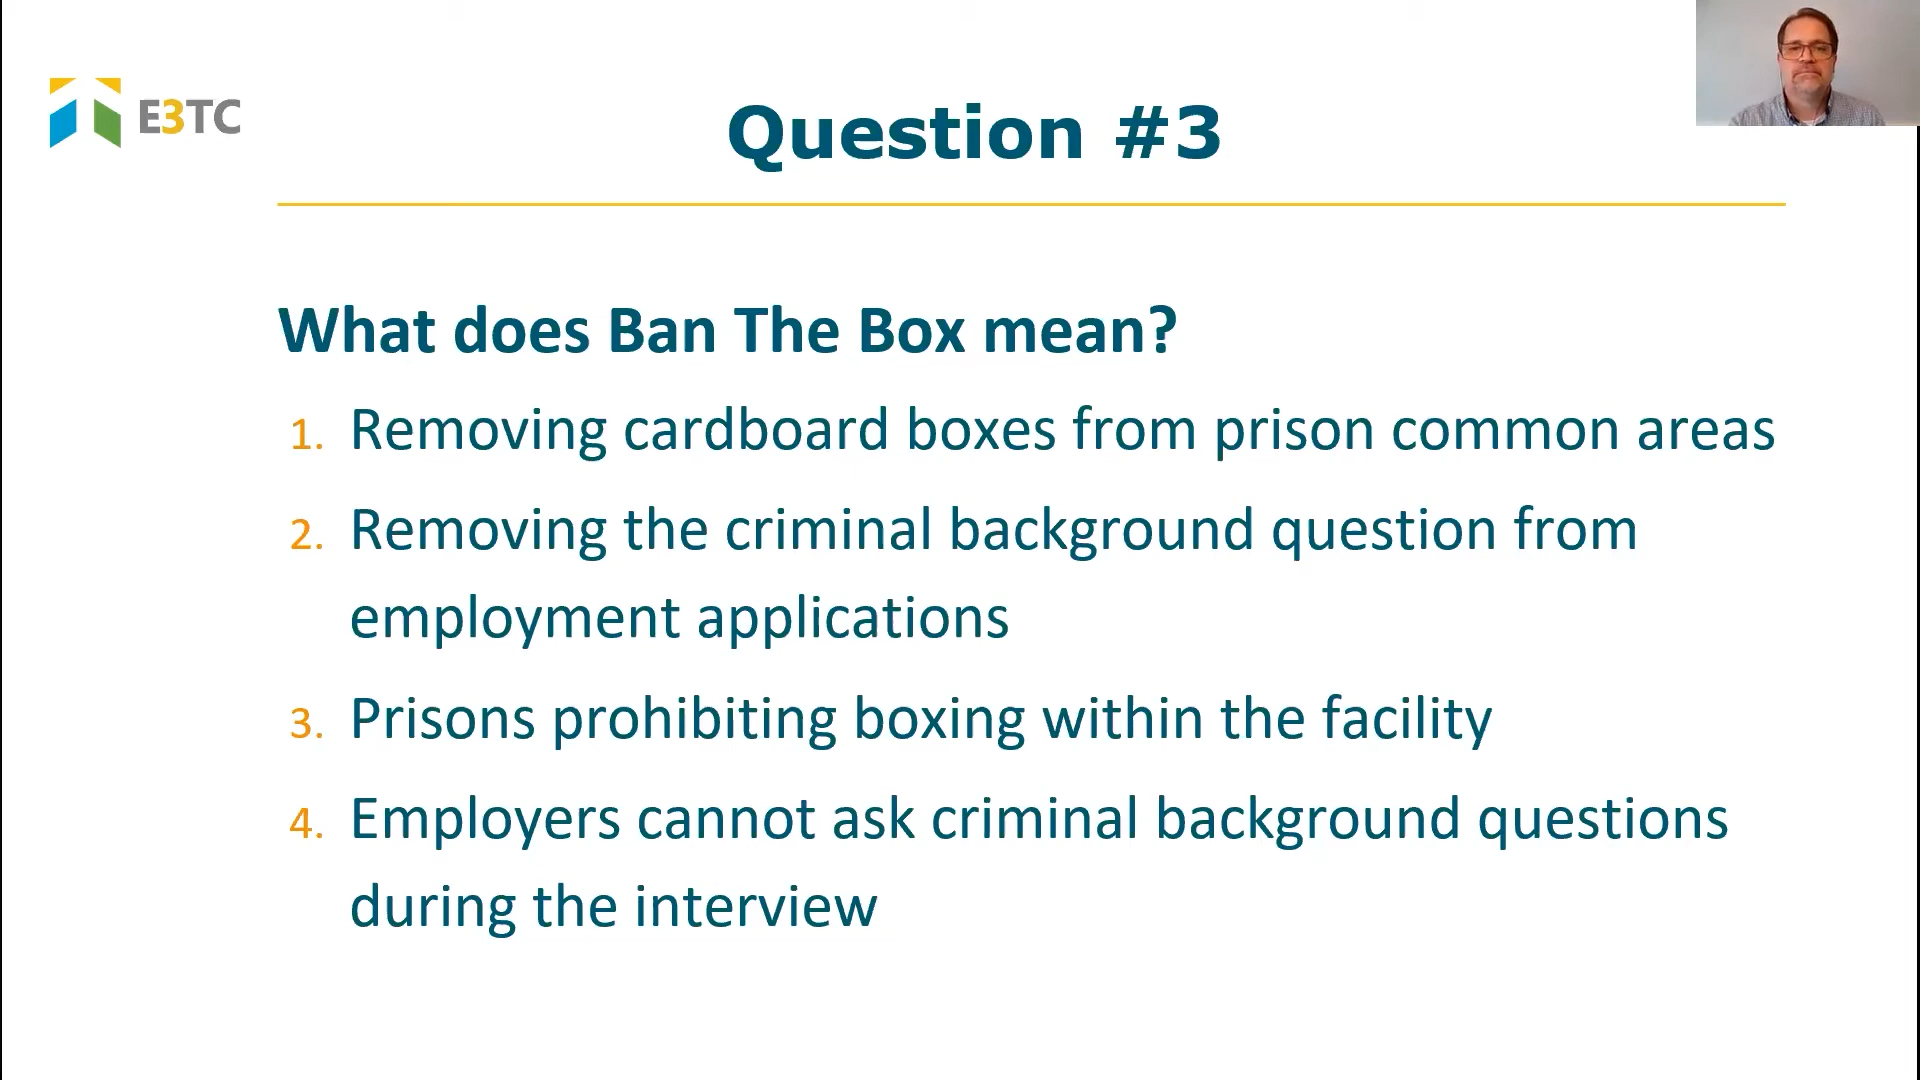 E3TC
Question #3
What does Ban The Box mean?
1. Removing cardboard boxes from prison common areas
2. Removing the criminal background question from
employment applications
3. Prisons prohibiting boxing within the facility
4. Employers cannot ask criminal background questions
during the interview